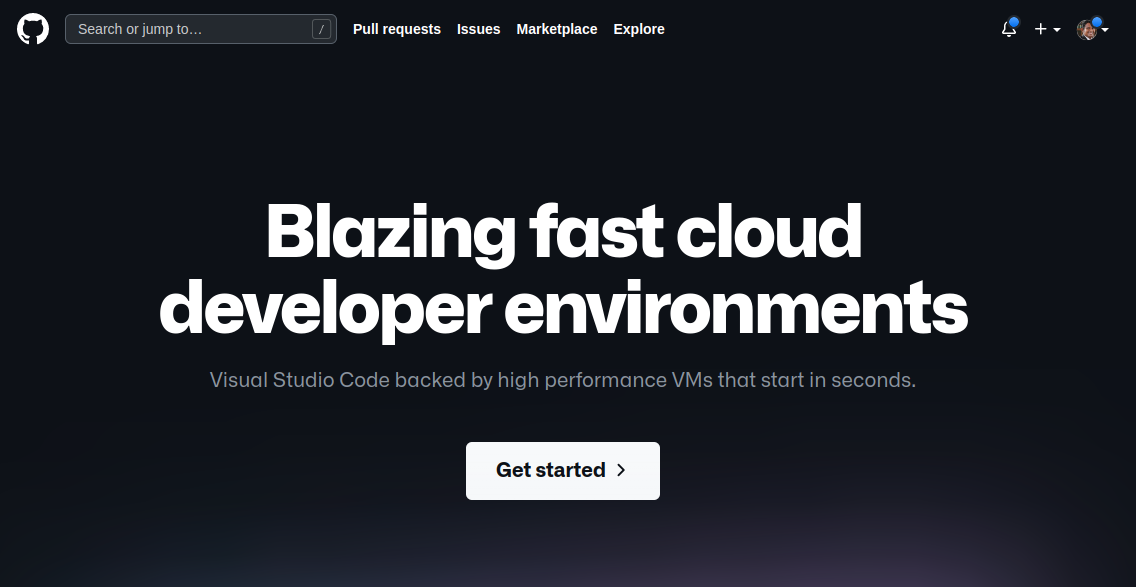 Search or jump to…
/
Pull requests
Issues
Marketplace
Explore
Blazing fast cloud
developer environments
Visual Studio Code backed by high performance VMs that start in seconds.
Get started